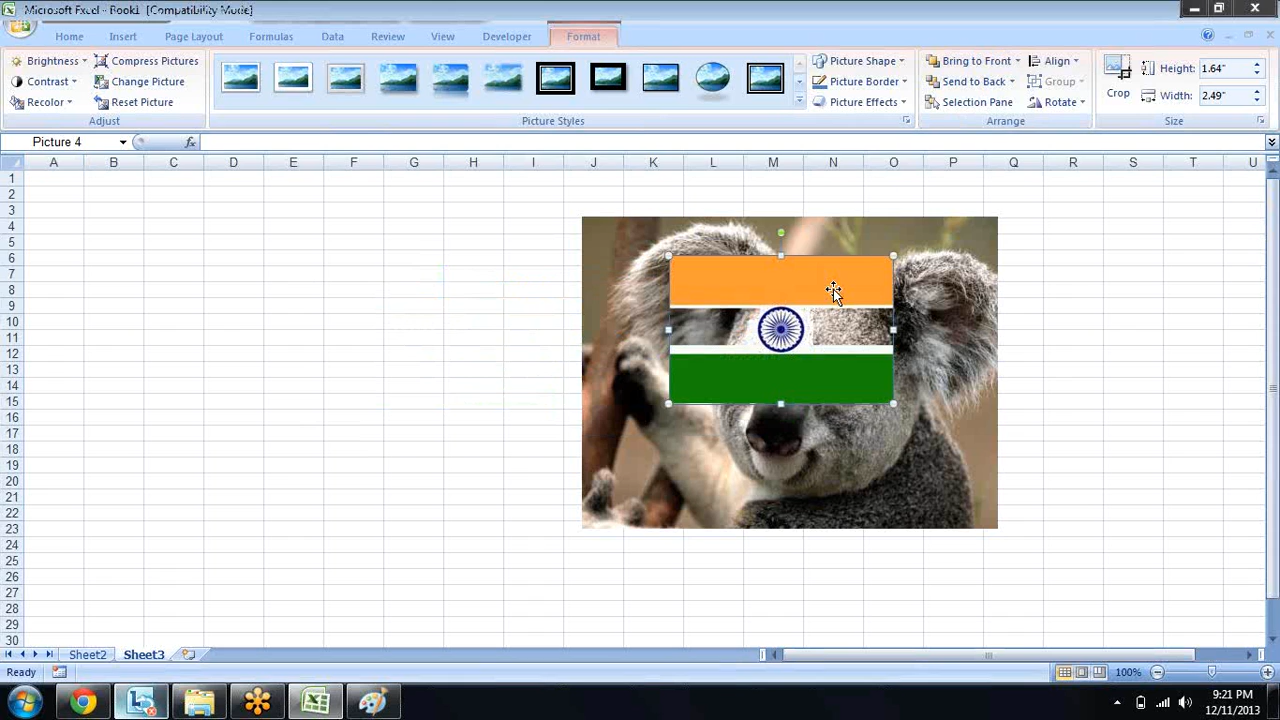 Microsoft Excel - Book1 [Compatibility Mode]
Home Insert Page Layout Formulas Data Review View Developer Format
Brightness Compress Pictures Picture Shape Bring to Front Align Height: 1.64"
Contrast Change Picture Picture Border Send to Back Group
Recolor Reset Picture Picture Effects Selection Pane Rotate Crop Width: 2.49"
Adjust Picture Styles Arrange Size
Picture 4 fx
A B C D E F G H I J K L M N O P Q R S T U
1
2
3
4
5
6
7
8
9
10
11
12
13
14
15
16
17
18
19
20
21
22
23
24
25
26
27
28
29
30
Sheet2 Sheet3
Ready 100%
9:21 PM
12/11/2013